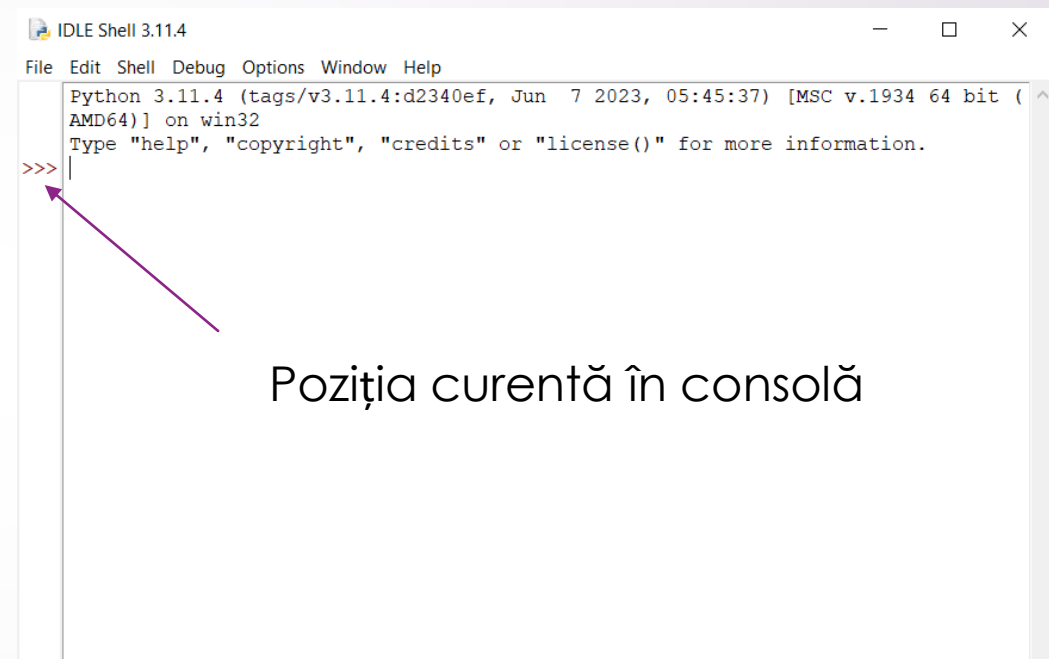 IDLE Shell 3.11.4
File Edit Shell Debug Options Window Help
Python 3.11.4 (tags/v3.11.4:d2340ef, Jun  7 2023, 05:45:37) [MSC v.1934 64 bit (
AMD64)] on win32
Type "help", "copyright", "credits" or "license()" for more information.
>>>
Poziția curentă în consolă